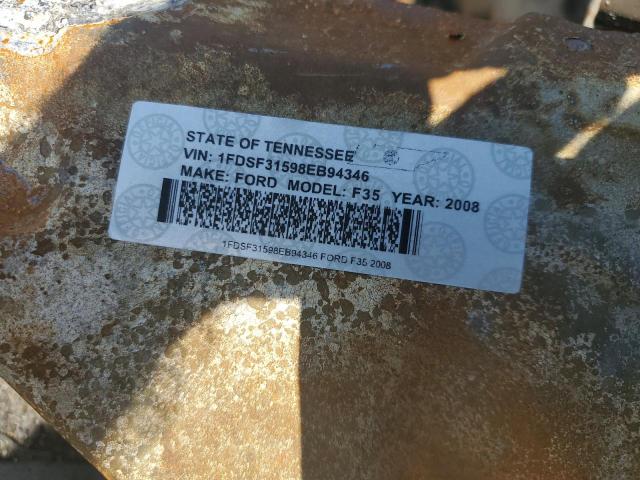 STATE OF TENNESSEE
VIN: 1FDSF31598EB94346
MAKE: FORD MODEL: F35 YEAR: 2008
1FDSF31598EB94346 FORD F35 2008